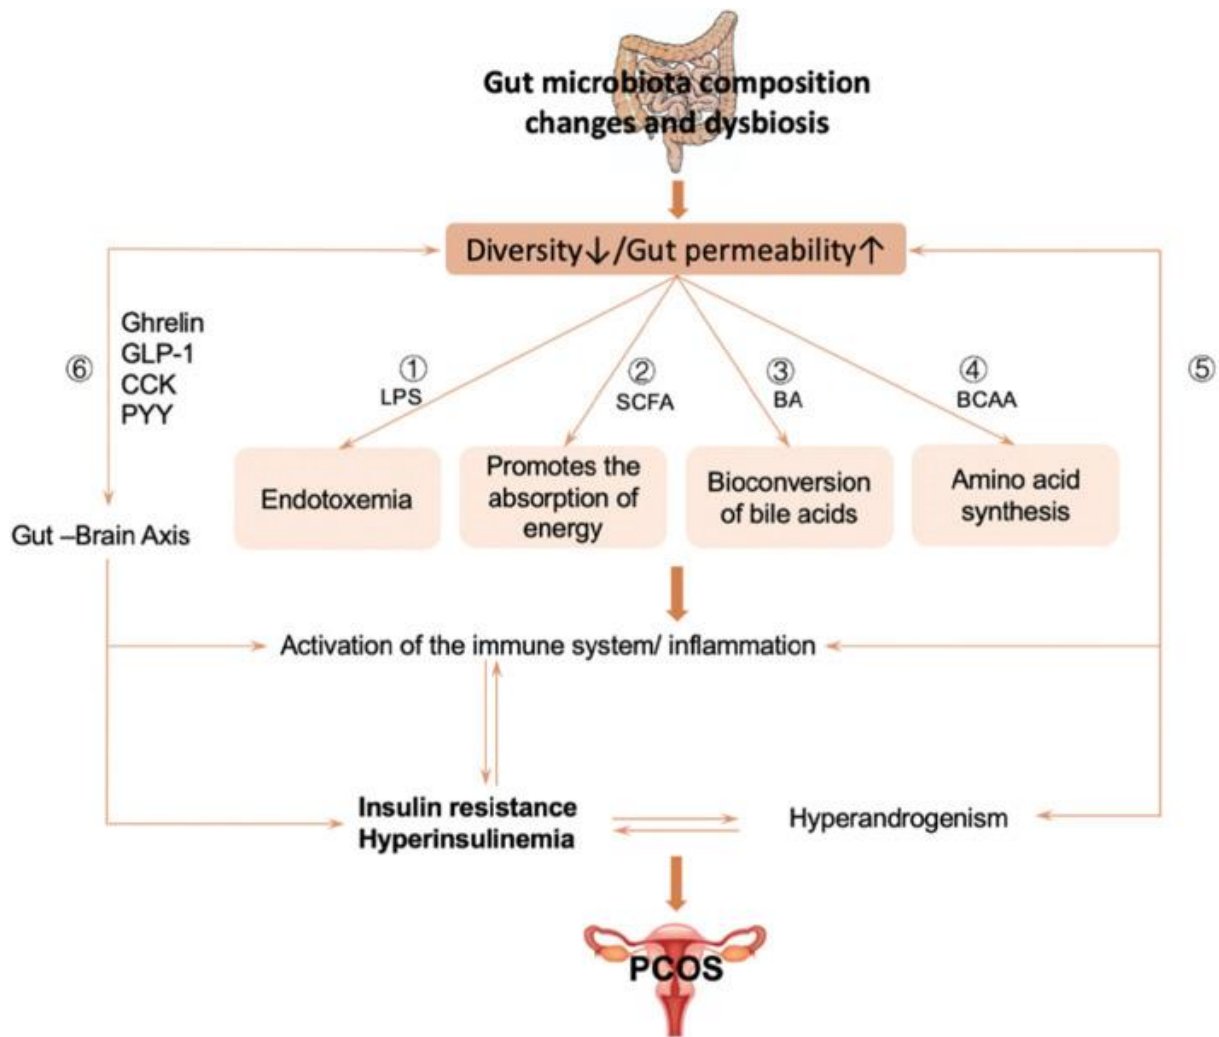 Gut microbiota composition
changes and dysbiosis
Diversity↓/Gut permeability↑
Ghrelin
GLP-1
CCK
PYY
⑥
①
LPS
②
SCFA
③
BA
④
BCAA
⑤
Endotoxemia
Promotes the
absorption of
energy
Bioconversion
of bile acids
Amino acid
synthesis
Gut –Brain Axis
Activation of the immune system/ inflammation
Insulin resistance
Hyperinsulinemia
Hyperandrogenism
PCOS